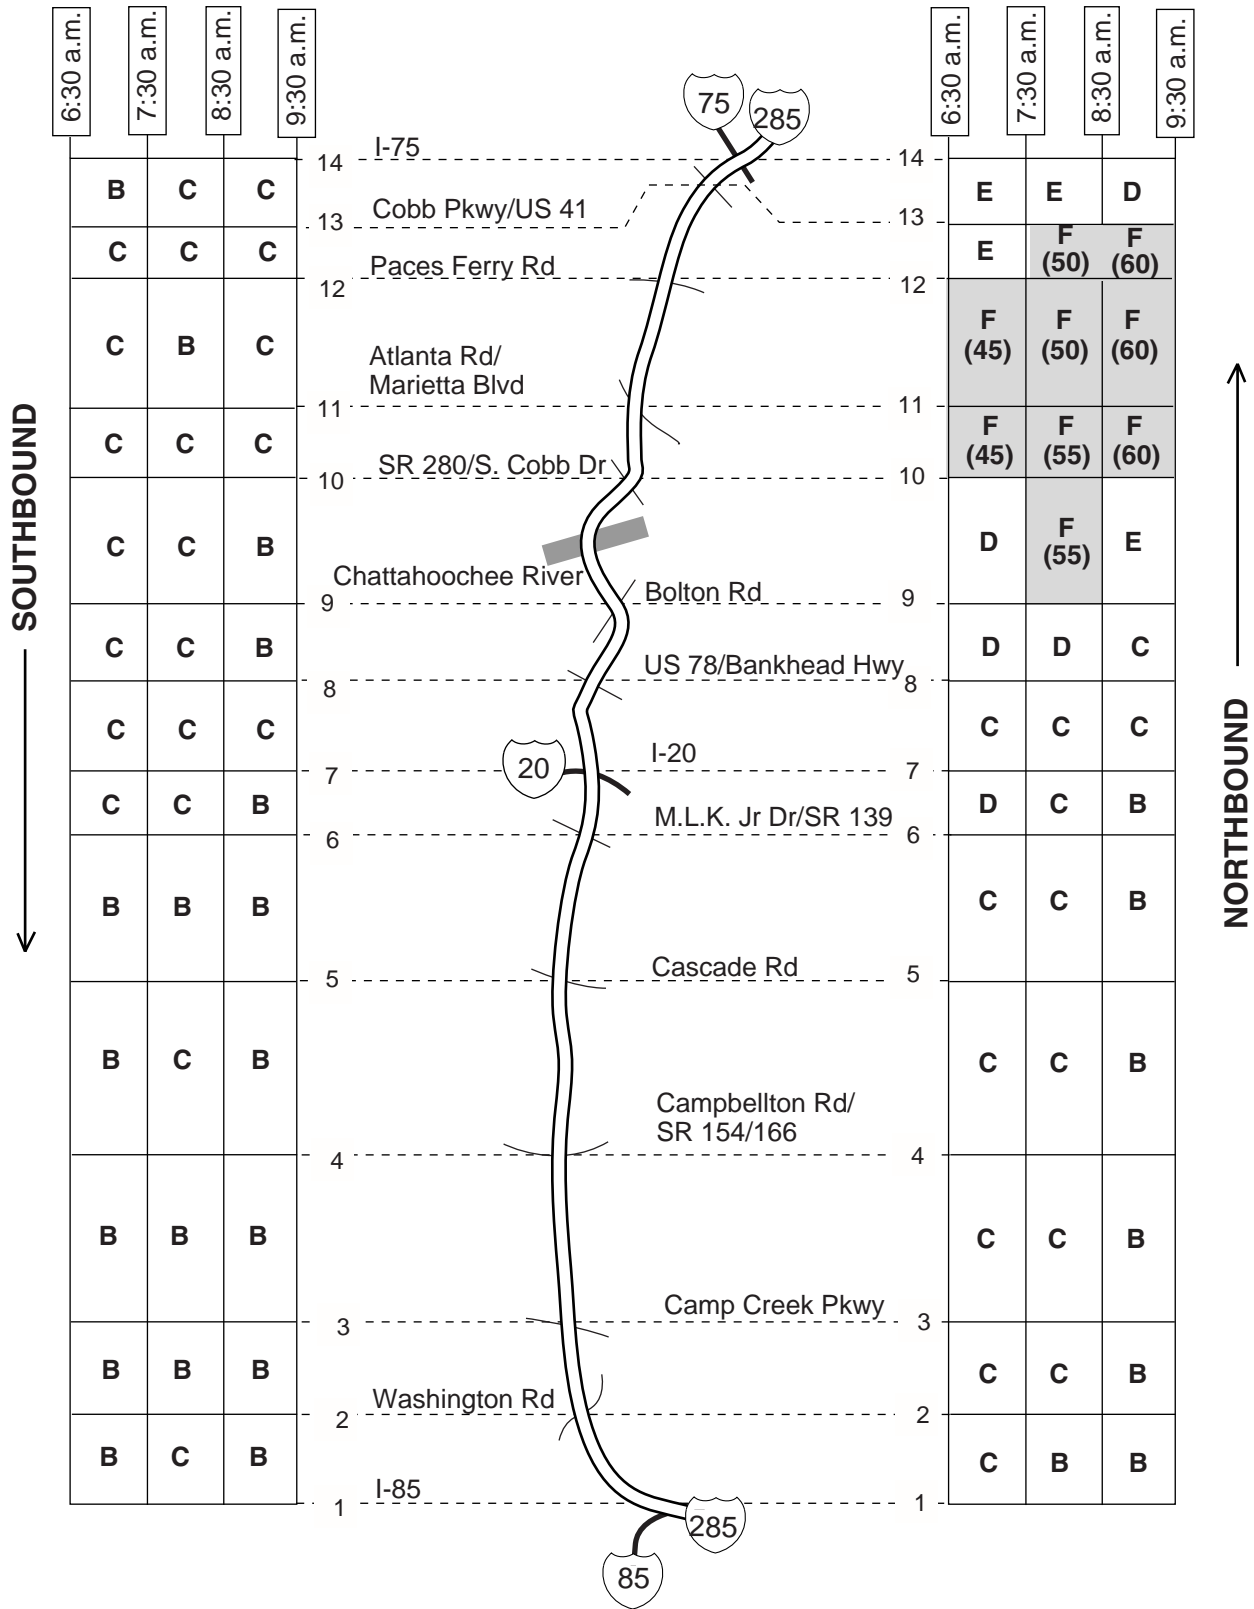 6:30 a.m.
7:30 a.m.
8:30 a.m.
9:30 a.m.
6:30 a.m.
7:30 a.m.
8:30 a.m.
9:30 a.m.
75
285
14 I-75 14
B C C
E E D
13 Cobb Pkwy/US 41 13
C C C
E F F
(50) (60)
12 Paces Ferry Rd 12
C B C
Atlanta Rd/
Marietta Blvd
F F F
(45) (50) (60)
11 11
C C C
F F F
(45) (55) (60)
10 SR 280/S. Cobb Dr 10
C C B
D F E
(55)
Chattahoochee River
9 Bolton Rd 9
C C B
D D C
8 US 78/Bankhead Hwy 8
C C C
C C C
20
7 I-20 7
C C B
D C B
6 M.L.K. Jr Dr/SR 139 6
B B B
C C B
5 Cascade Rd 5
B C B
C C B
Campbellton Rd/
SR 154/166
4 4
B B B
C C B
3 Camp Creek Pkwy 3
B B B
C C B
2 Washington Rd 2
B C B
C B B
1 I-85 1
285
85
SOUTHBOUND
NORTHBOUND